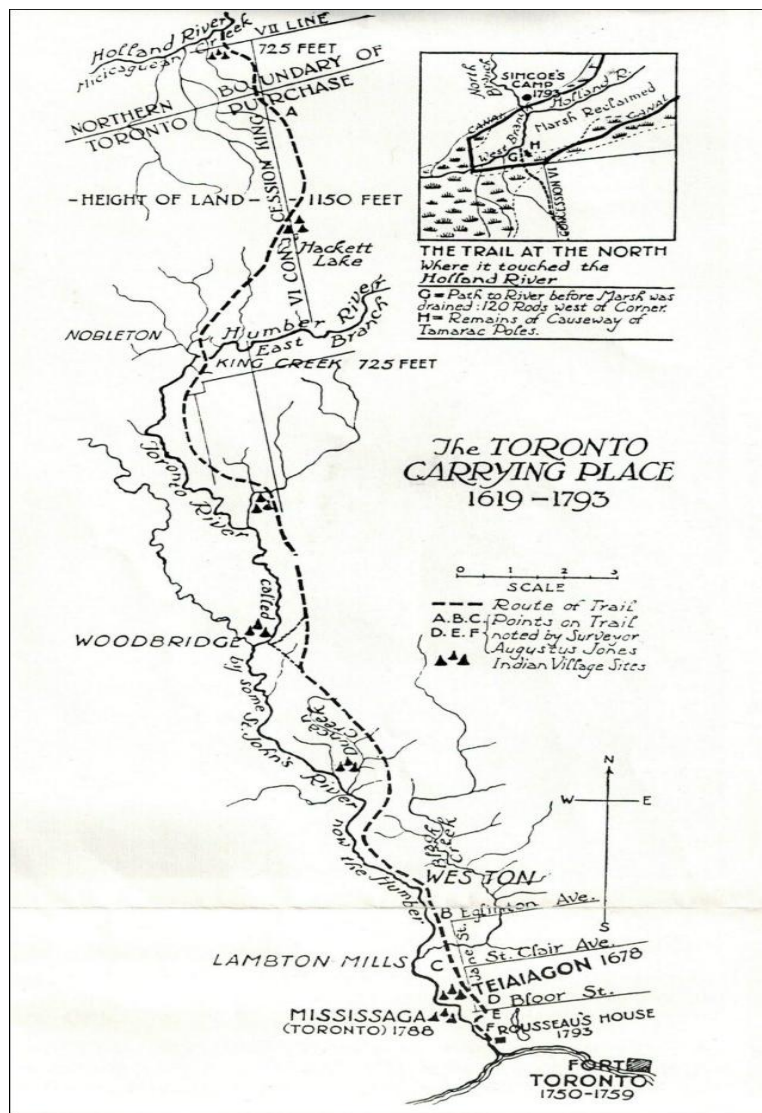 Holland River
Micicaguean Creek
VII LINE
725 FEET
NORTHERN BOUNDARY OF
TORONTO PURCHASE
A
VI CONCESSION KING
-HEIGHT OF LAND-
-1150 FEET
Hackett
Lake
NOBLETON
Humber River
East Branch
KING CREEK 725 FEET
North
Branch
SIMCOE'S
CAMP
1793
Holland R.
CANAL
Marsh Reclaimed
CANAL
West Branch
G
H
CONCESSION VI
THE TRAIL AT THE NORTH
Where it touched the
Holland River
G = Path to River before Marsh was
drained: 120 Rods west of Corner.
H = Remains of Causeway of
Tamarac Poles.
The TORONTO
CARRYING PLACE
1619-1793
0 1 2 3
SCALE
Route of Trail
A.B.C. Points on Trail
D.E.F. noted by Surveyor
Augustus Jones
Indian Village Sites
Toronto River
called
WOODBRIDGE
by some St. John's River
now the Humber
Creek
N
W E
S
Black
Creek
WESTON
B Eglinton Ave.
Jane St.
St. Clair Ave.
LAMBTON MILLS
C
TEIAIAGON 1678
D Bloor St.
MISSISSAGA
(TORONTO) 1788
E
F
ROUSSEAU'S HOUSE
1793
FORT
TORONTO
1750-1759